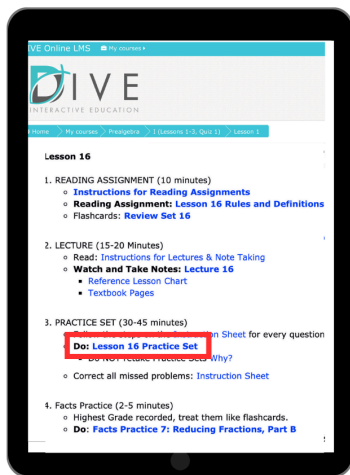 IVE Online LMS My courses
DIVE
INTERACTIVE EDUCATION
Home My courses Prealgebra I (Lessons 1-3, Quiz 1) Lesson 1
Lesson 16
1. READING ASSIGNMENT (10 minutes)
Instructions for Reading Assignments
Reading Assignment: Lesson 16 Rules and Definitions
Flashcards: Review Set 16
2. LECTURE (15-20 Minutes)
Read: Instructions for Lectures & Note Taking
Watch and Take Notes: Lecture 16
Reference Lesson Chart
Textbook Pages
3. PRACTICE SET (30-45 minutes)
Sheet for every question
Do: Lesson 16 Practice Set
Do NOT retake Practice Sets Why?
Correct all missed problems: Instruction Sheet
4. Facts Practice (2-5 minutes)
Highest Grade recorded, treat them like flashcards.
Do: Facts Practice 7: Reducing Fractions, Part B